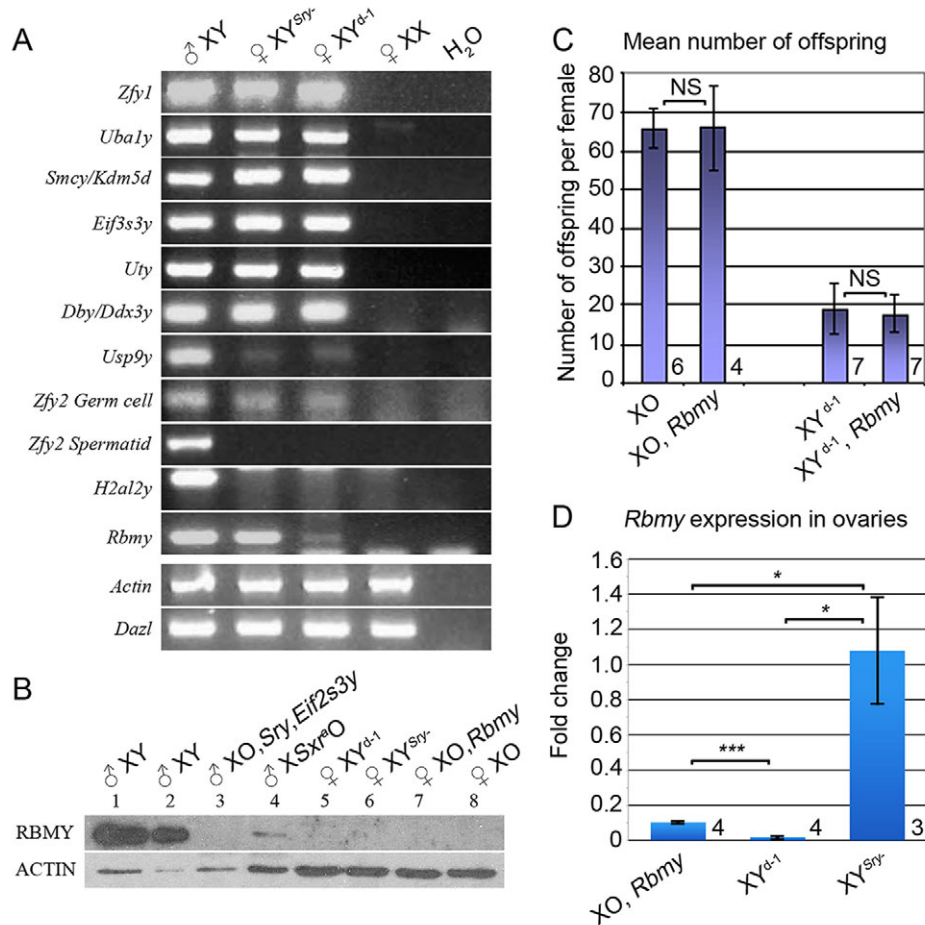 A
♂ XY ♀ XY^Sry- ♀ XY^d-1 ♀ XX H₂O
Zfy1
Uba1y
Smcy/Kdm5d
Eif3s3y
Uty
Dby/Ddx3y
Usp9y
Zfy2 Germ cell
Zfy2 Spermatid
H2al2y
Rbmy
Actin
Dazl
B
♂ XY ♂ XY ♂ XO,Sry,Eif2s3y ♂ XSxrᵃO ♀ XY^d-1 ♀ XY^Sry- ♀ XO,Rbmy ♀ XO
1 2 3 4 5 6 7 8
RBMY
ACTIN
C
Mean number of offspring
Number of offspring per female
80
70
60
50
40
30
20
10
0
NS
NS
6 4 7 7
XO
XO, Rbmy
XY^d-1
XY^d-1, Rbmy
D
Rbmy expression in ovaries
Fold change
1.6
1.4
1.2
1.0
0.8
0.6
0.4
0.2
0
*
*
***
4 4 3
XO, Rbmy
XY^d-1
XY^Sry-